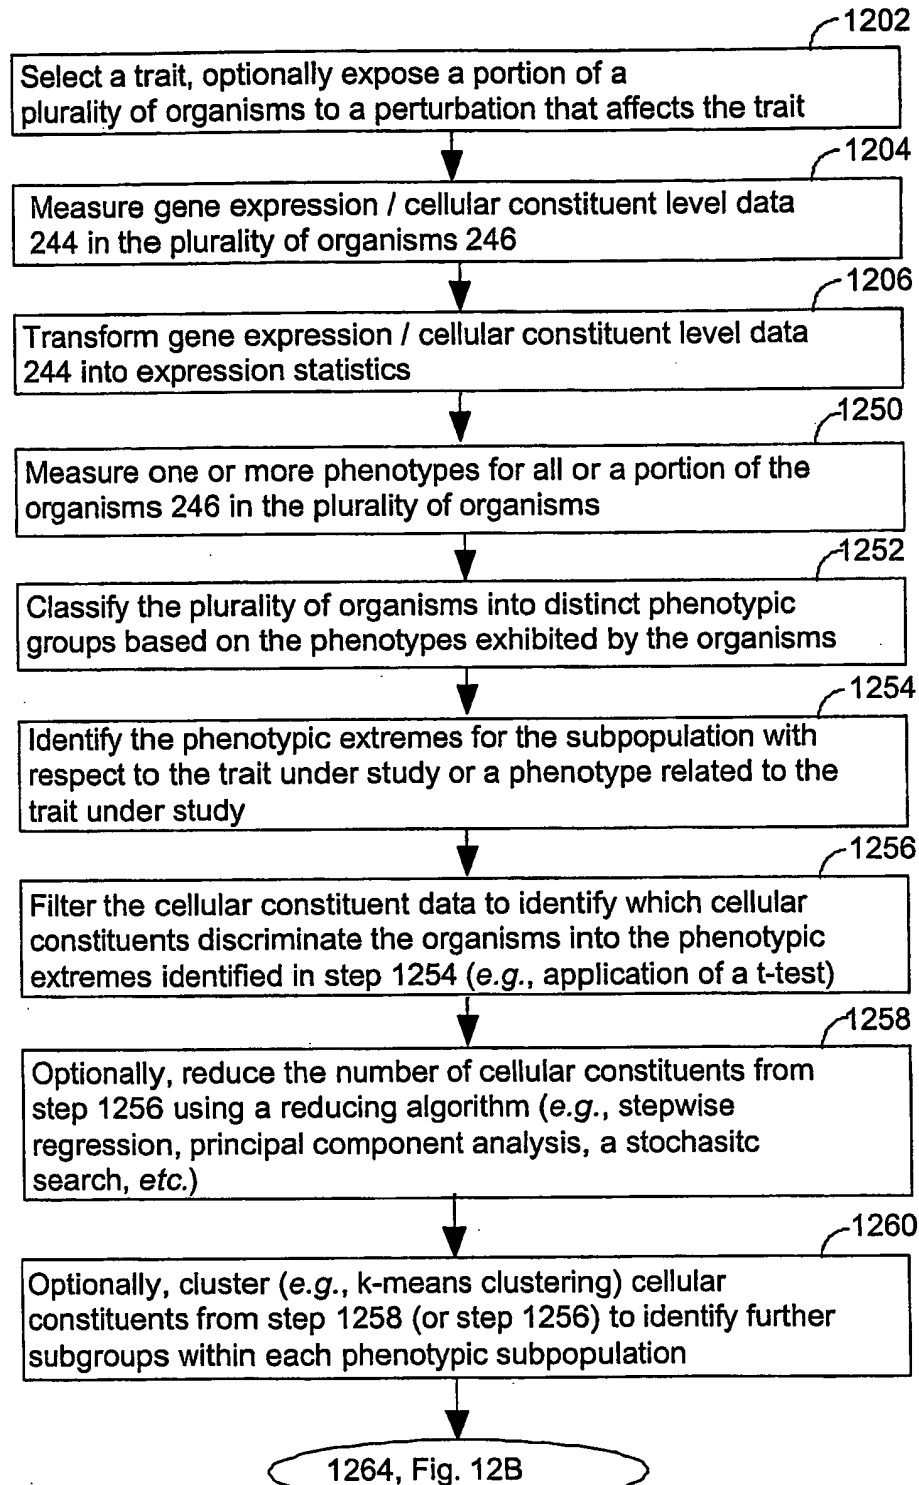 1202
Select a trait, optionally expose a portion of a
plurality of organisms to a perturbation that affects the trait
1204
Measure gene expression / cellular constituent level data
244 in the plurality of organisms 246
1206
Transform gene expression / cellular constituent level data
244 into expression statistics
1250
Measure one or more phenotypes for all or a portion of the
organisms 246 in the plurality of organisms
1252
Classify the plurality of organisms into distinct phenotypic
groups based on the phenotypes exhibited by the organisms
1254
Identify the phenotypic extremes for the subpopulation with
respect to the trait under study or a phenotype related to the
trait under study
1256
Filter the cellular constituent data to identify which cellular
constituents discriminate the organisms into the phenotypic
extremes identified in step 1254 (e.g., application of a t-test)
1258
Optionally, reduce the number of cellular constituents from
step 1256 using a reducing algorithm (e.g., stepwise
regression, principal component analysis, a stochasitc
search, etc.)
1260
Optionally, cluster (e.g., k-means clustering) cellular
constituents from step 1258 (or step 1256) to identify further
subgroups within each phenotypic subpopulation
1264, Fig. 12B